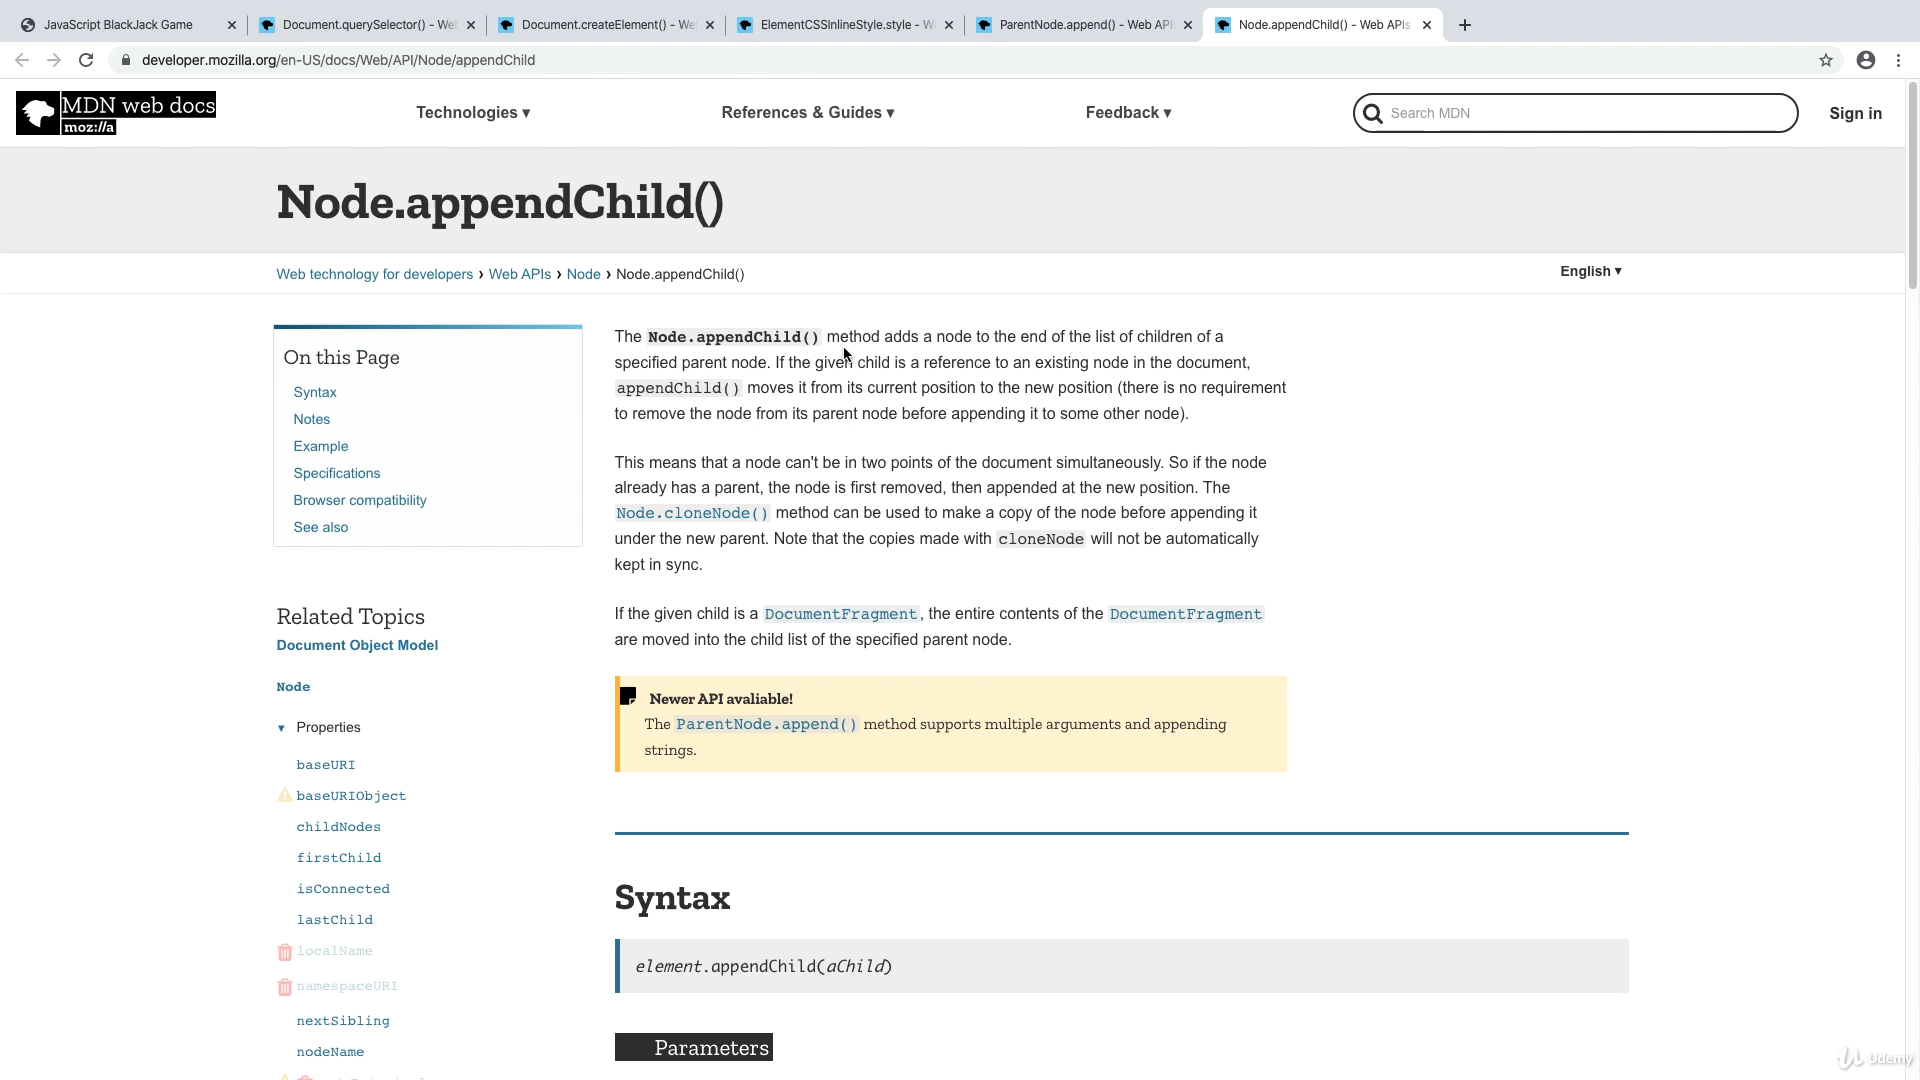 JavaScript BlackJack Game
Document.querySelector() - We
Document.createElement() - We
ElementCSSInlineStyle.style - W
ParentNode.append() - Web AP
Node.appendChild() - Web APIs
developer.mozilla.org/en-US/docs/Web/API/Node/appendChild
MDN web docs
moz://a
Technologies ▾
References & Guides ▾
Feedback ▾
Search MDN
Sign in
Node.appendChild()
Web technology for developers › Web APIs › Node › Node.appendChild()
English ▾
On this Page
Syntax
Notes
Example
Specifications
Browser compatibility
See also
Related Topics
Document Object Model
Node
▾ Properties
baseURI
baseURIObject
childNodes
firstChild
isConnected
lastChild
localName
namespaceURI
nextSibling
nodeName
The Node.appendChild() method adds a node to the end of the list of children of a
specified parent node. If the given child is a reference to an existing node in the document,
appendChild() moves it from its current position to the new position (there is no requirement
to remove the node from its parent node before appending it to some other node).
This means that a node can't be in two points of the document simultaneously. So if the node
already has a parent, the node is first removed, then appended at the new position. The
Node.cloneNode() method can be used to make a copy of the node before appending it
under the new parent. Note that the copies made with cloneNode will not be automatically
kept in sync.
If the given child is a DocumentFragment, the entire contents of the DocumentFragment
are moved into the child list of the specified parent node.
Newer API avaliable!
The ParentNode.append() method supports multiple arguments and appending
strings.
Syntax
element.appendChild(aChild)
Parameters
Udemy